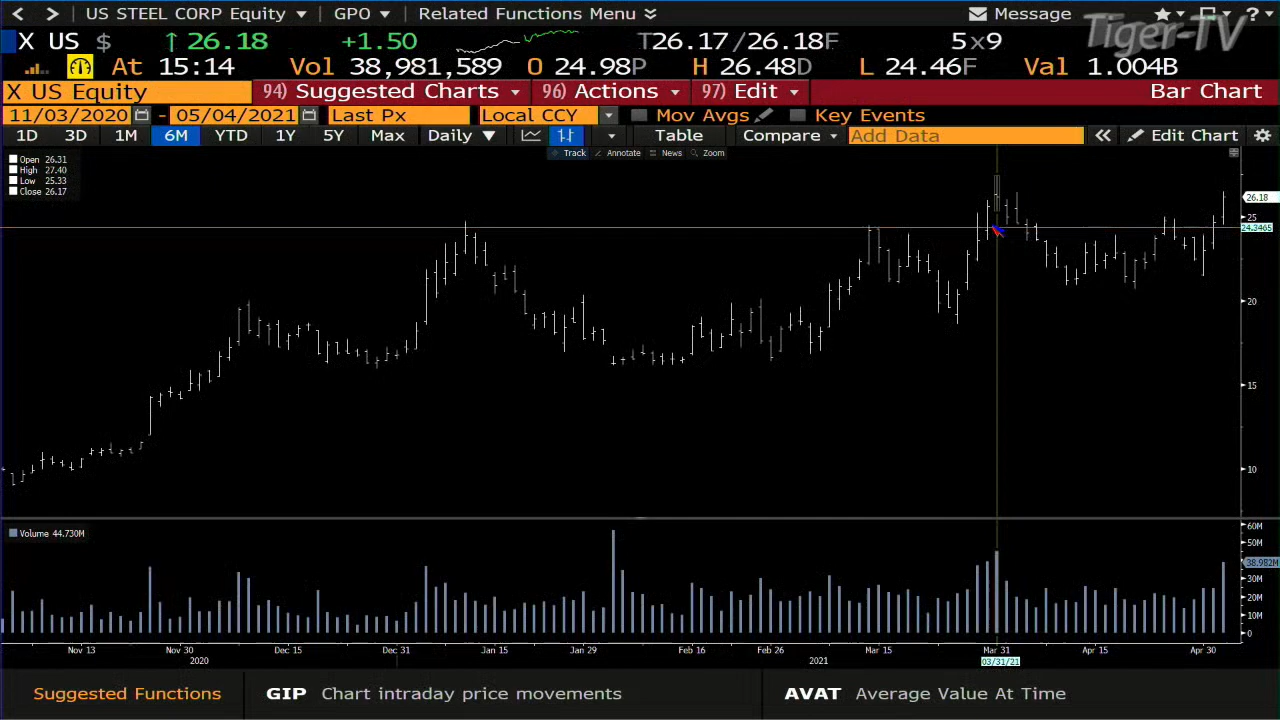 US STEEL CORP Equity GPO Related Functions Menu Message ?
Tiger-TV
X US $ ↑ 26.18 +1.50 T26.17/26.18F 5x9
At 15:14 Vol 38,981,589 O 24.98P H 26.48D L 24.46F Val 1.004B
X US Equity 94) Suggested Charts 96) Actions 97) Edit Bar Chart
11/03/2020 - 05/04/2021 Last Px Local CCY Mov Avgs Key Events
1D 3D 1M 6M YTD 1Y 5Y Max Daily ▼ Table Compare Add Data « Edit Chart
Track Annotate News Zoom
Open 26.31
High 27.40
Low 25.33
Close 26.17
26.18
25
24.3465
20
15
10
Volume 44.730M
60M
50M
38.982M
30M
20M
10M
0
Nov 13 Nov 30 Dec 15 Dec 31 Jan 15 Jan 29 Feb 16 Feb 26 Mar 15 Mar 31 Apr 15 Apr 30
2020 2021 03/31/21
Suggested Functions GIP Chart intraday price movements AVAT Average Value At Time